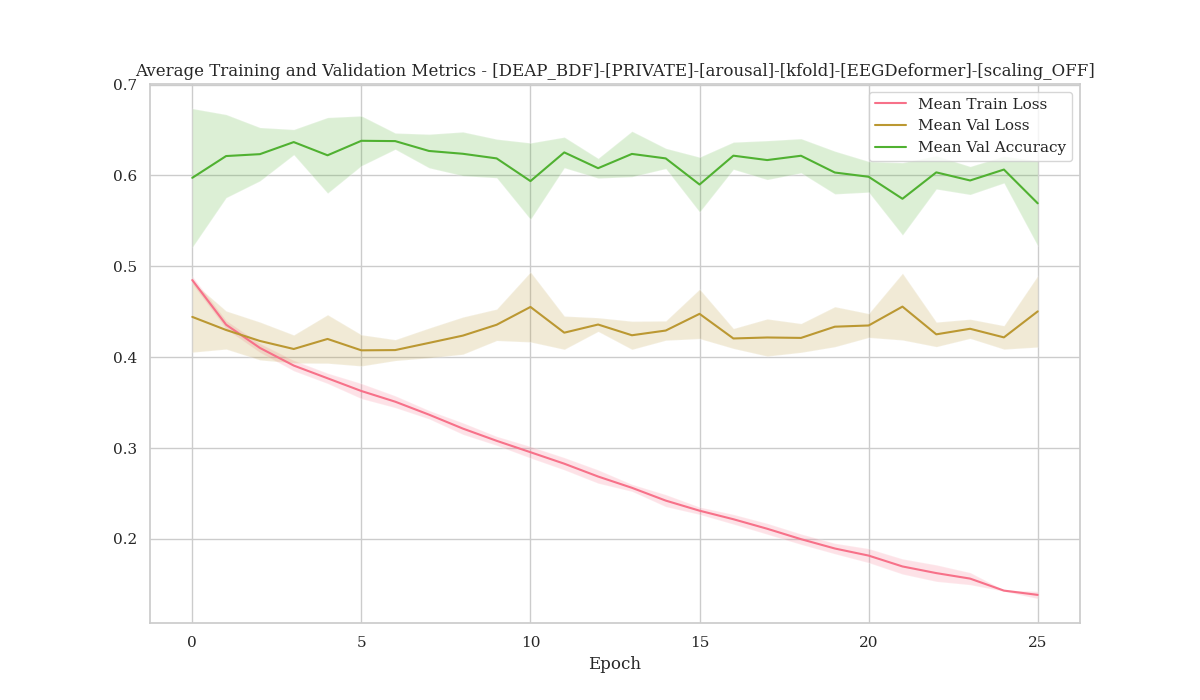 Average Training and Validation Metrics - [DEAP_BDF]-[PRIVATE]-[arousal]-[kfold]-[EEGDeformer]-[scaling_OFF]
0.7
Mean Train Loss
Mean Val Loss
Mean Val Accuracy
0.6
0.5
0.4
0.3
0.2
0 5 10 15 20 25
Epoch